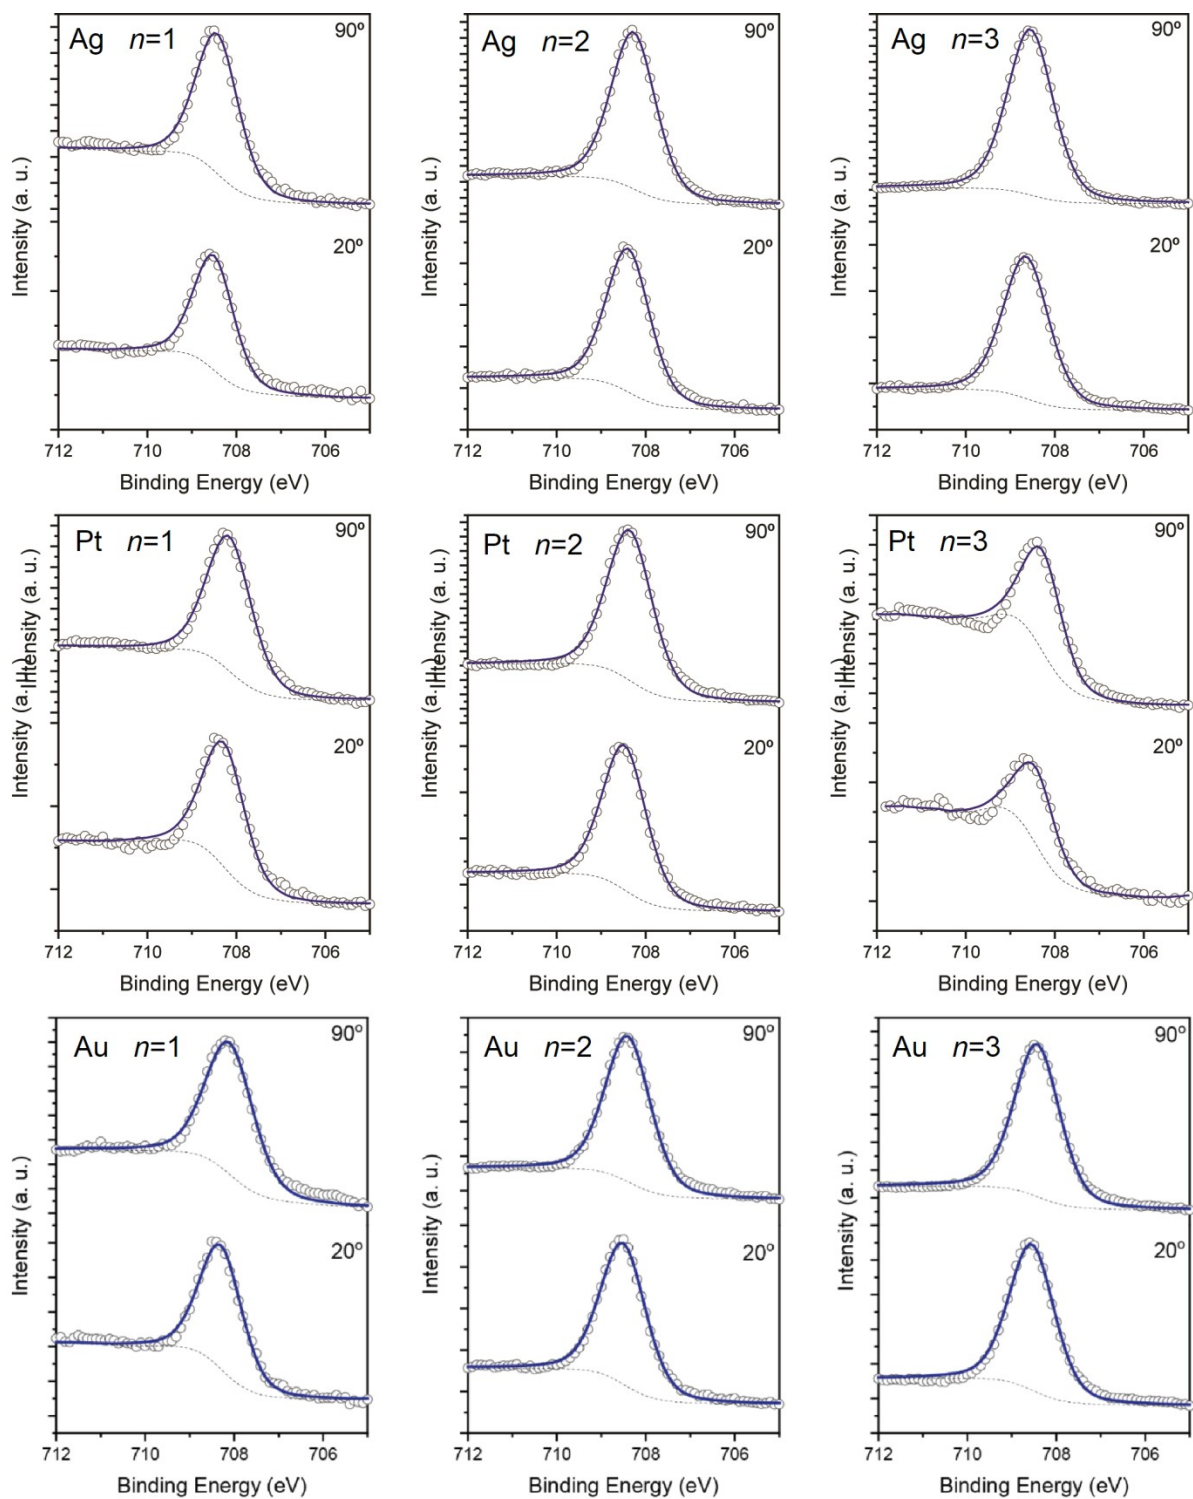 Ag n=1
90º
20º
Intensity (a. u.)
712 710 708 706
Binding Energy (eV)
Ag n=2
90º
20º
Intensity (a. u.)
712 710 708 706
Binding Energy (eV)
Ag n=3
90º
20º
Intensity (a. u.)
712 710 708 706
Binding Energy (eV)
Pt n=1
90º
20º
Intensity (a. u.)
Intensity (a. u.)
712 710 708 706
Binding Energy (eV)
Pt n=2
90º
20º
Intensity (a. u.)
Intensity (a. u.)
712 710 708 706
Binding Energy (eV)
Pt n=3
90º
20º
Intensity (a. u.)
Intensity (a. u.)
712 710 708 706
Binding Energy (eV)
Au n=1
90º
20º
Intensity (a. u.)
712 710 708 706
Binding Energy (eV)
Au n=2
90º
20º
Intensity (a. u.)
712 710 708 706
Binding Energy (eV)
Au n=3
90º
20º
Intensity (a. u.)
712 710 708 706
Binding Energy (eV)